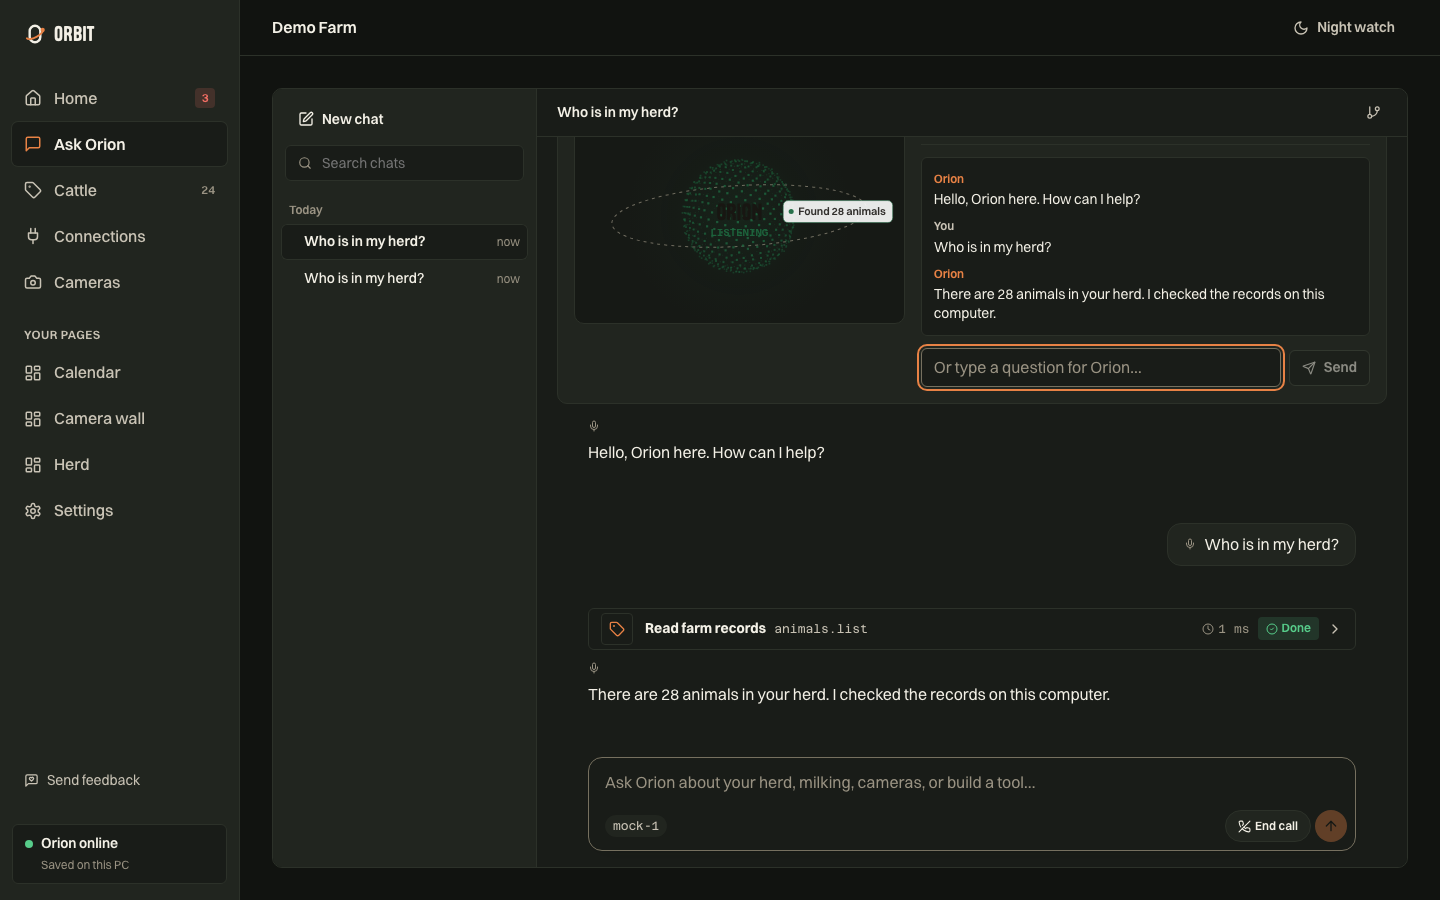 ORBIT
Home
3
Ask Orion
Cattle
24
Connections
Cameras
YOUR PAGES
Calendar
Camera wall
Herd
Settings
Send feedback
Orion online
Saved on this PC
Demo Farm
Night watch
New chat
Search chats
Today
Who is in my herd?
now
Who is in my herd?
now
Who is in my herd?
ORION
LISTENING
Found 28 animals
Orion
Hello, Orion here. How can I help?
You
Who is in my herd?
Orion
There are 28 animals in your herd. I checked the records on this
computer.
Or type a question for Orion...
Send
Hello, Orion here. How can I help?
Who is in my herd?
Read farm records animals.list
1 ms
Done
There are 28 animals in your herd. I checked the records on this computer.
Ask Orion about your herd, milking, cameras, or build a tool...
mock-1
End call